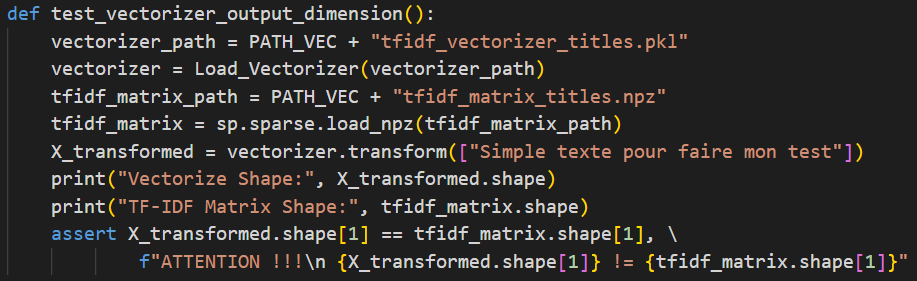 def test_vectorizer_output_dimension():
    vectorizer_path = PATH_VEC + "tfidf_vectorizer_titles.pkl"
    vectorizer = Load_Vectorizer(vectorizer_path)
    tfidf_matrix_path = PATH_VEC + "tfidf_matrix_titles.npz"
    tfidf_matrix = sp.sparse.load_npz(tfidf_matrix_path)
    X_transformed = vectorizer.transform(["Simple texte pour faire mon test"])
    print("Vectorize Shape:", X_transformed.shape)
    print("TF-IDF Matrix Shape:", tfidf_matrix.shape)
    assert X_transformed.shape[1] == tfidf_matrix.shape[1], \
            f"ATTENTION !!!\n {X_transformed.shape[1]} != {tfidf_matrix.shape[1]}"